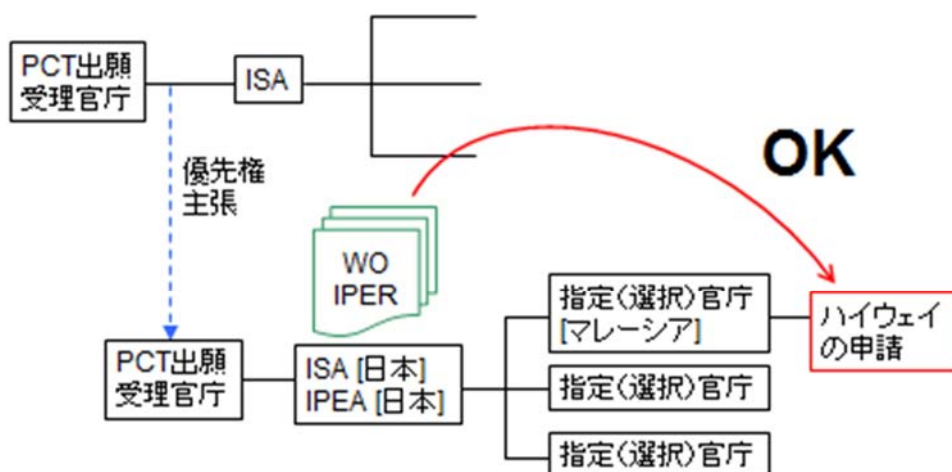 PCT出願
受理官庁
ISA
OK
優先権
主張
WO
IPER
指定(選択)官庁
[マレーシア]
ハイウェイ
の申請
PCT出願
受理官庁
ISA [日本]
IPEA [日本]
指定(選択)官庁
指定(選択)官庁